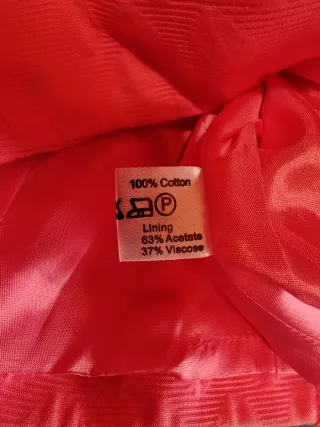 100% Cotton
P
Lining
63% Acetate
37% Viscose